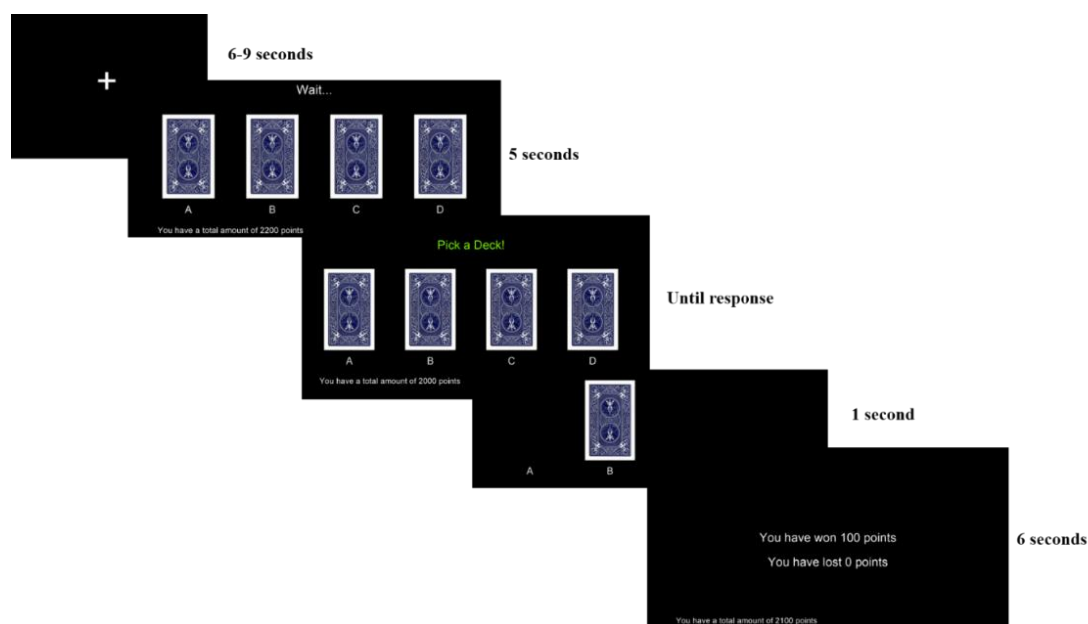 +
6-9 seconds
Wait...
A B C D
You have a total amount of 2200 points
5 seconds
Pick a Deck!
A B C D
You have a total amount of 2000 points
Until response
A B
1 second
You have won 100 points
You have lost 0 points
You have a total amount of 2100 points
6 seconds